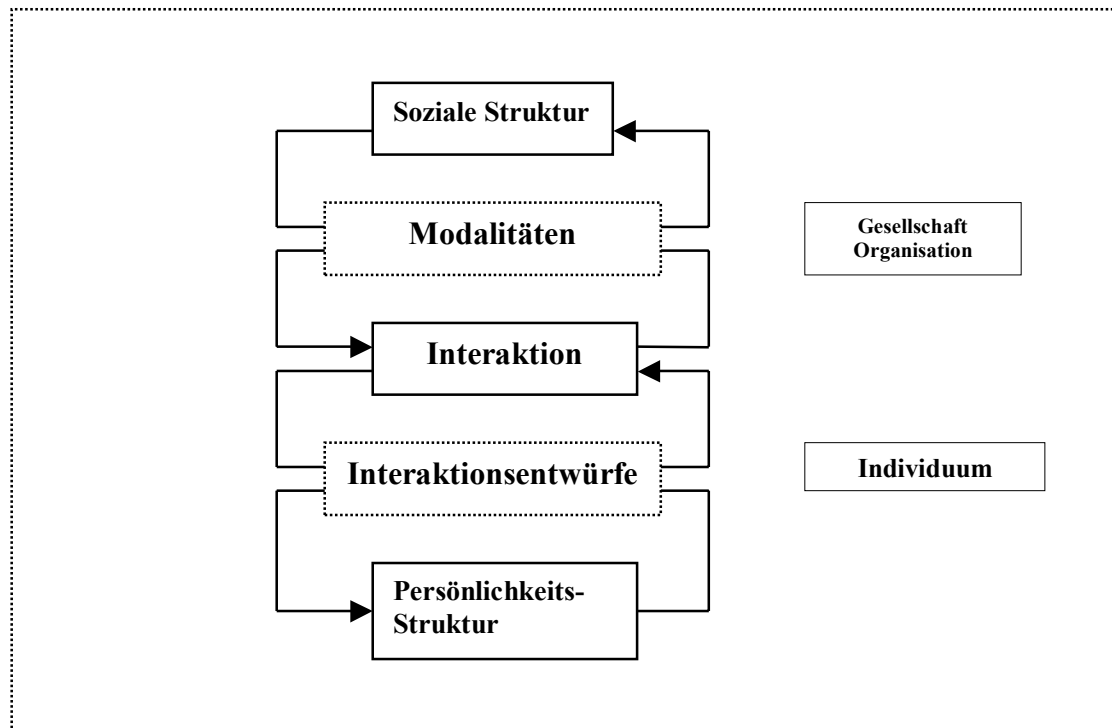 Soziale Struktur
Modalitäten
Gesellschaft
Organisation
Interaktion
Interaktionsentwürfe
Individuum
Persönlichkeits-
Struktur